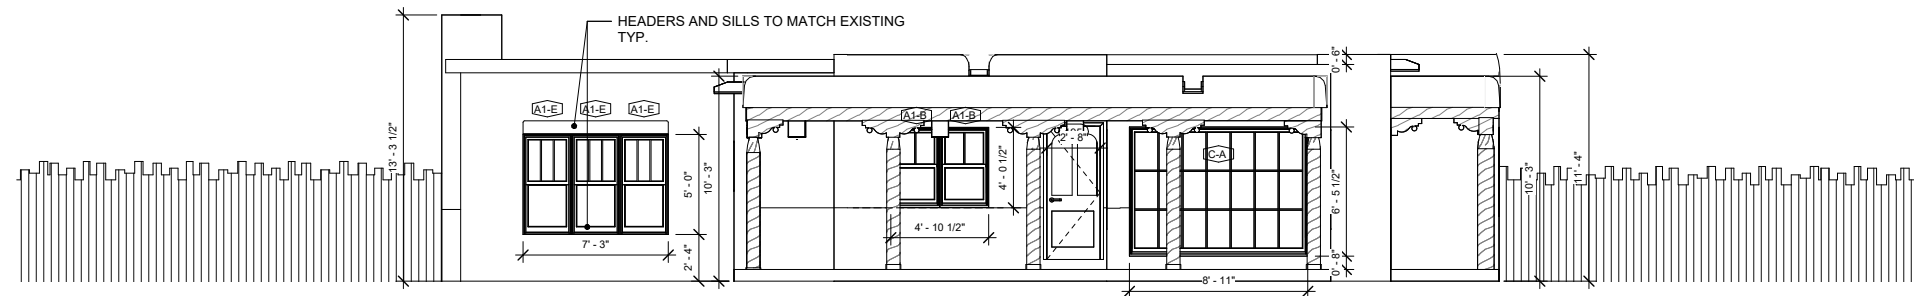 HEADERS AND SILLS TO MATCH EXISTING
TYP.
13' - 3 1/2"
A1-E
A1-E
A1-E
5' - 0"
10' - 3"
7' - 3"
2' - 4"
A1-B
A1-B
4' - 10 1/2"
4' - 0 1/2"
2' - 8"
C-A
0' - 6"
6' - 5 1/2"
0' - 8"
8' - 11"
10' - 3"
11' - 4"